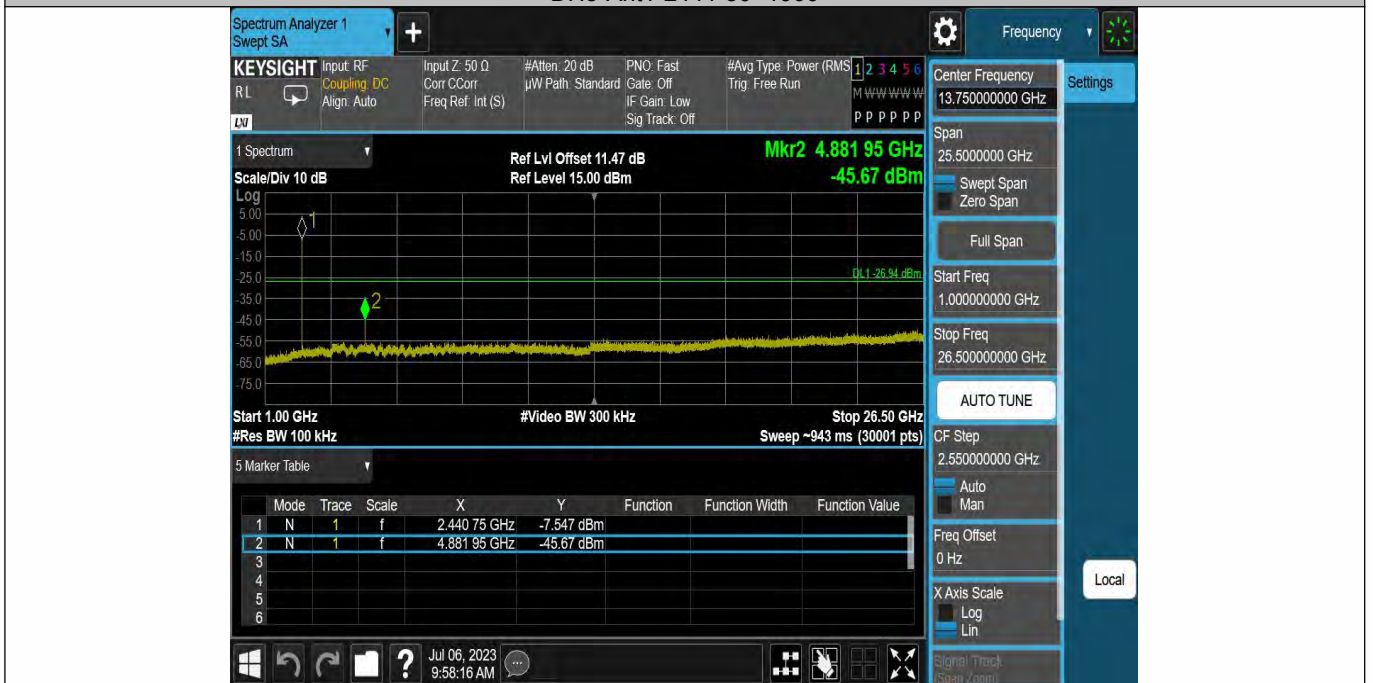 Spectrum Analyzer 1
Swept SA
+
Frequency
KEYSIGHT
RL
LXI
Input: RF
Coupling: DC
Align: Auto
Input Z: 50 Ω
Corr CCorr
Freq Ref: Int (S)
#Atten: 20 dB
µW Path: Standard
PNO: Fast
Gate: Off
IF Gain: Low
Sig Track: Off
#Avg Type: Power (RMS
Trig: Free Run
1 2 3 4 5 6
M W W W W W
P P P P P P
Center Frequency
13.750000000 GHz
Settings
Span
25.5000000 GHz
Swept Span
Zero Span
Full Span
Start Freq
1.000000000 GHz
Stop Freq
26.500000000 GHz
AUTO TUNE
CF Step
2.550000000 GHz
Auto
Man
Freq Offset
0 Hz
X Axis Scale
Log
Lin
Signal Track
(Span Zoom)
Local
1 Spectrum
Scale/Div 10 dB
Log
Ref Lvl Offset 11.47 dB
Ref Level 15.00 dBm
Mkr2 4.881 95 GHz
-45.67 dBm
5.00
-5.00
-15.0
-25.0
-35.0
-45.0
-55.0
-65.0
-75.0
1
2
DL1 -26.94 dBm
Start 1.00 GHz
#Res BW 100 kHz
#Video BW 300 kHz
Stop 26.50 GHz
Sweep ~943 ms (30001 pts)
5 Marker Table
Mode Trace Scale X Y Function Function Width Function Value
1 N 1 f 2.440 75 GHz -7.547 dBm
2 N 1 f 4.881 95 GHz -45.67 dBm
3
4
5
6
?
Jul 06, 2023
9:58:16 AM